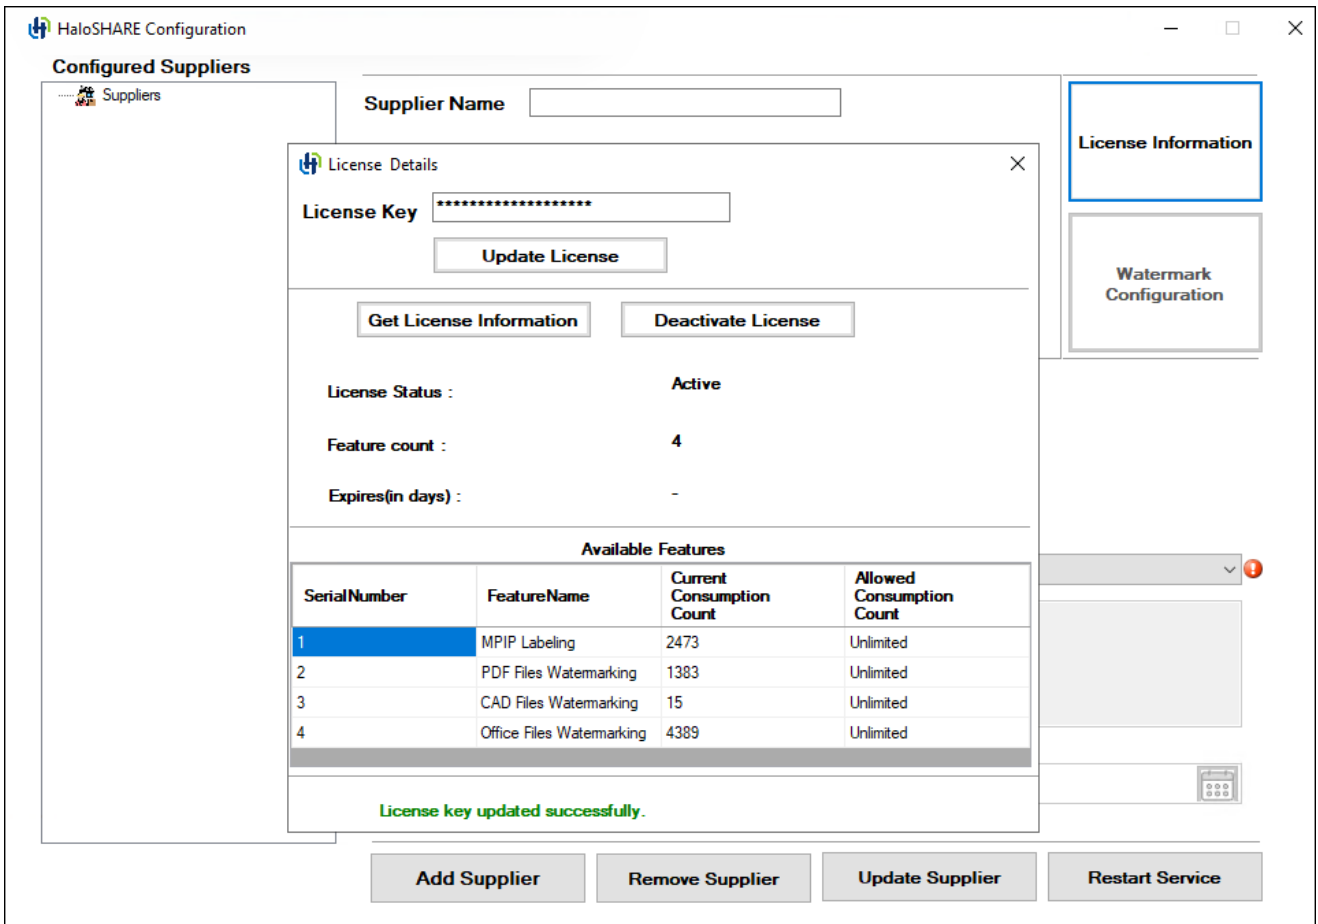 HaloSHARE Configuration
Configured Suppliers
Suppliers
Supplier Name
License Information
Watermark
Configuration
License Details
License Key *******************
Update License
Get License Information Deactivate License
License Status : Active
Feature count : 4
Expires(in days) : -
Available Features
SerialNumber FeatureName Current Consumption Count Allowed Consumption Count
1 MPIP Labeling 2473 Unlimited
2 PDF Files Watermarking 1383 Unlimited
3 CAD Files Watermarking 15 Unlimited
4 Office Files Watermarking 4389 Unlimited
License key updated successfully.
Add Supplier Remove Supplier Update Supplier Restart Service